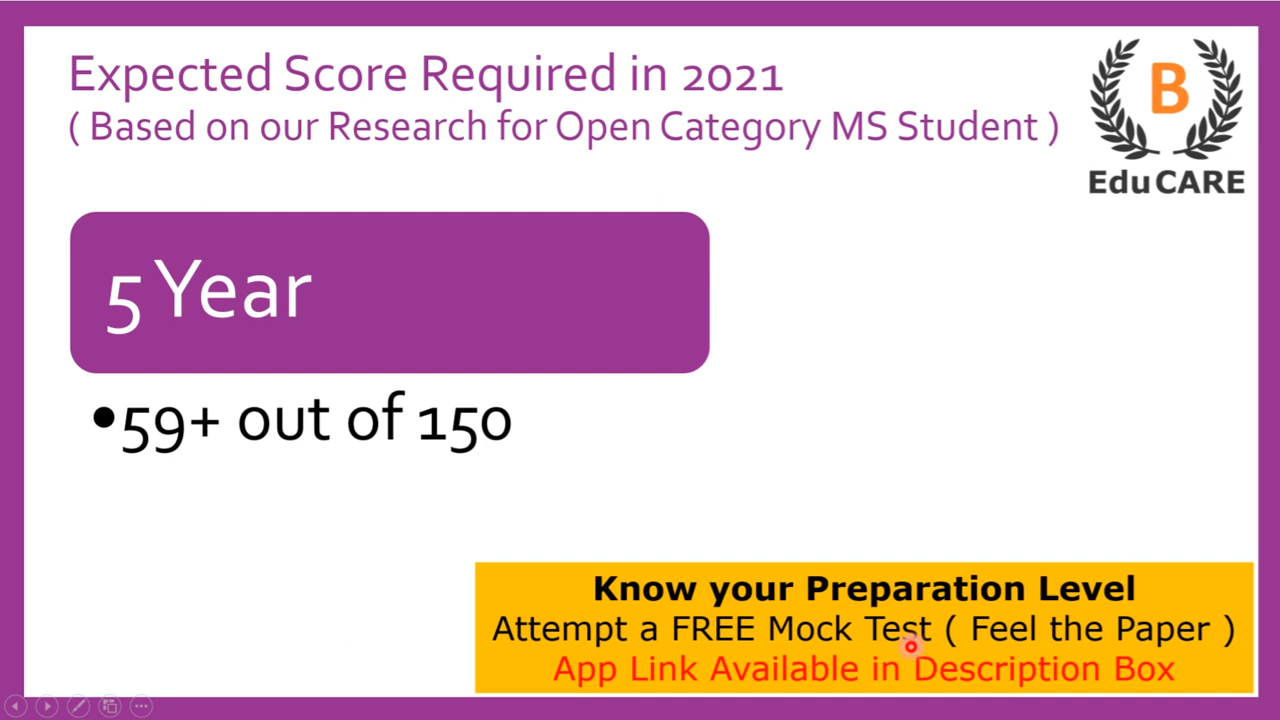 Expected Score Required in 2021
( Based on our Research for Open Category MS Student )
B
EduCARE
5 Year
•59+ out of 150
Know your Preparation Level
Attempt a FREE Mock Test ( Feel the Paper )
App Link Available in Description Box